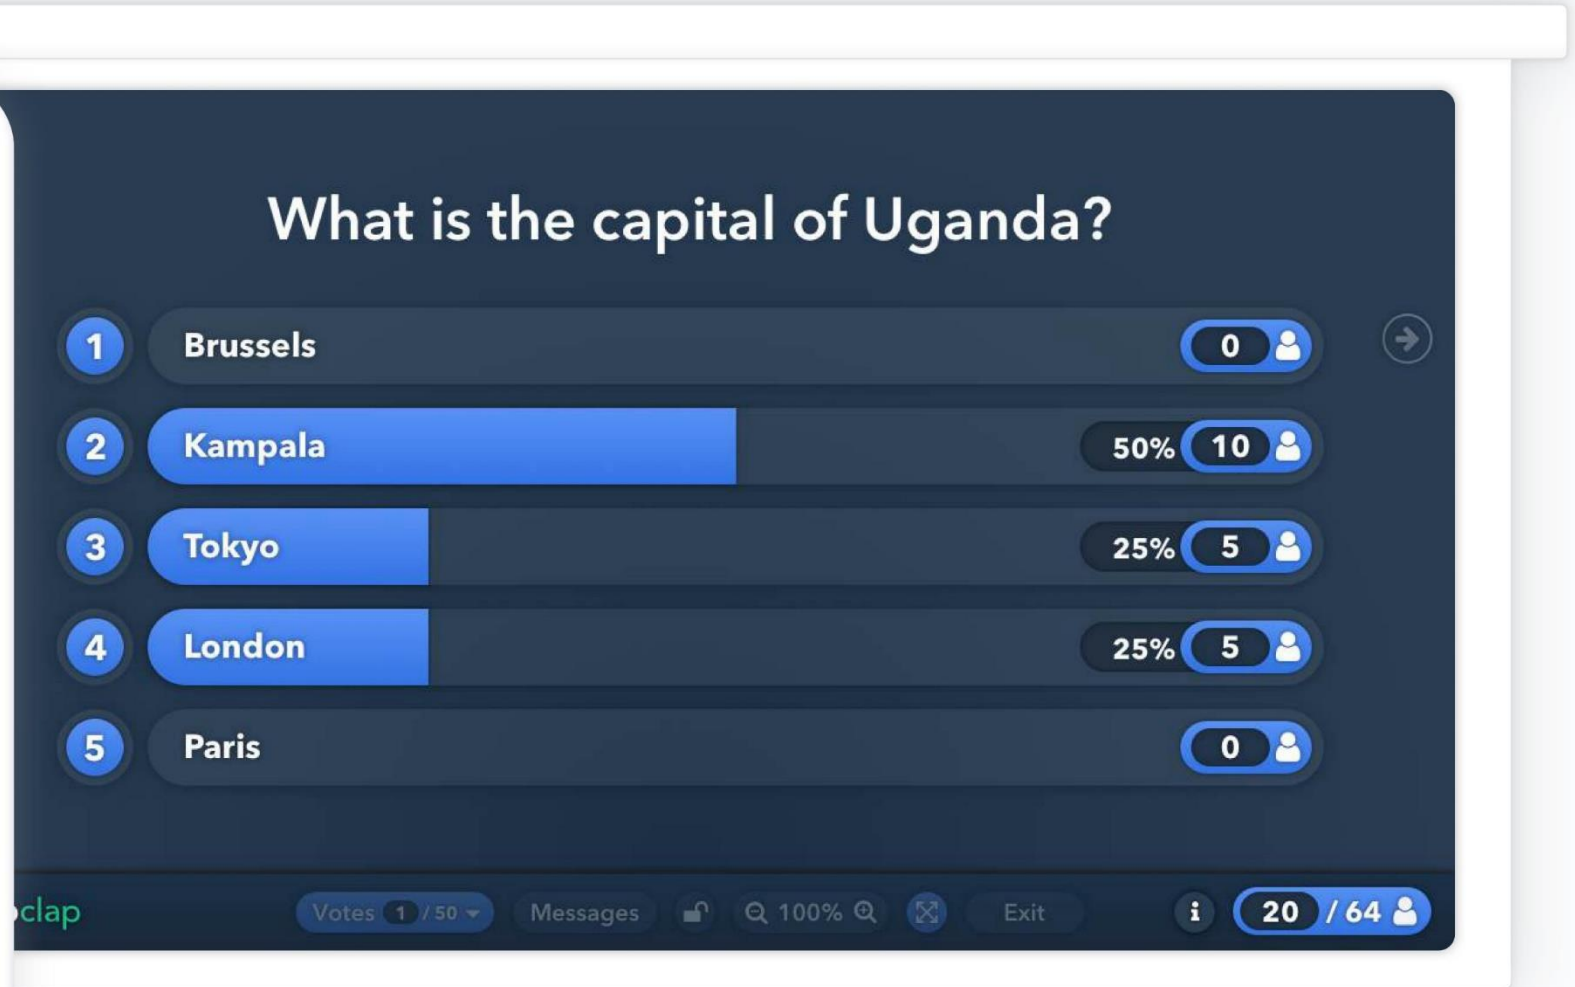 What is the capital of Uganda?
1 Brussels 0
2 Kampala 50% 10
3 Tokyo 25% 5
4 London 25% 5
5 Paris 0
clap Votes 1 / 50 Messages 100% Exit i 20 / 64